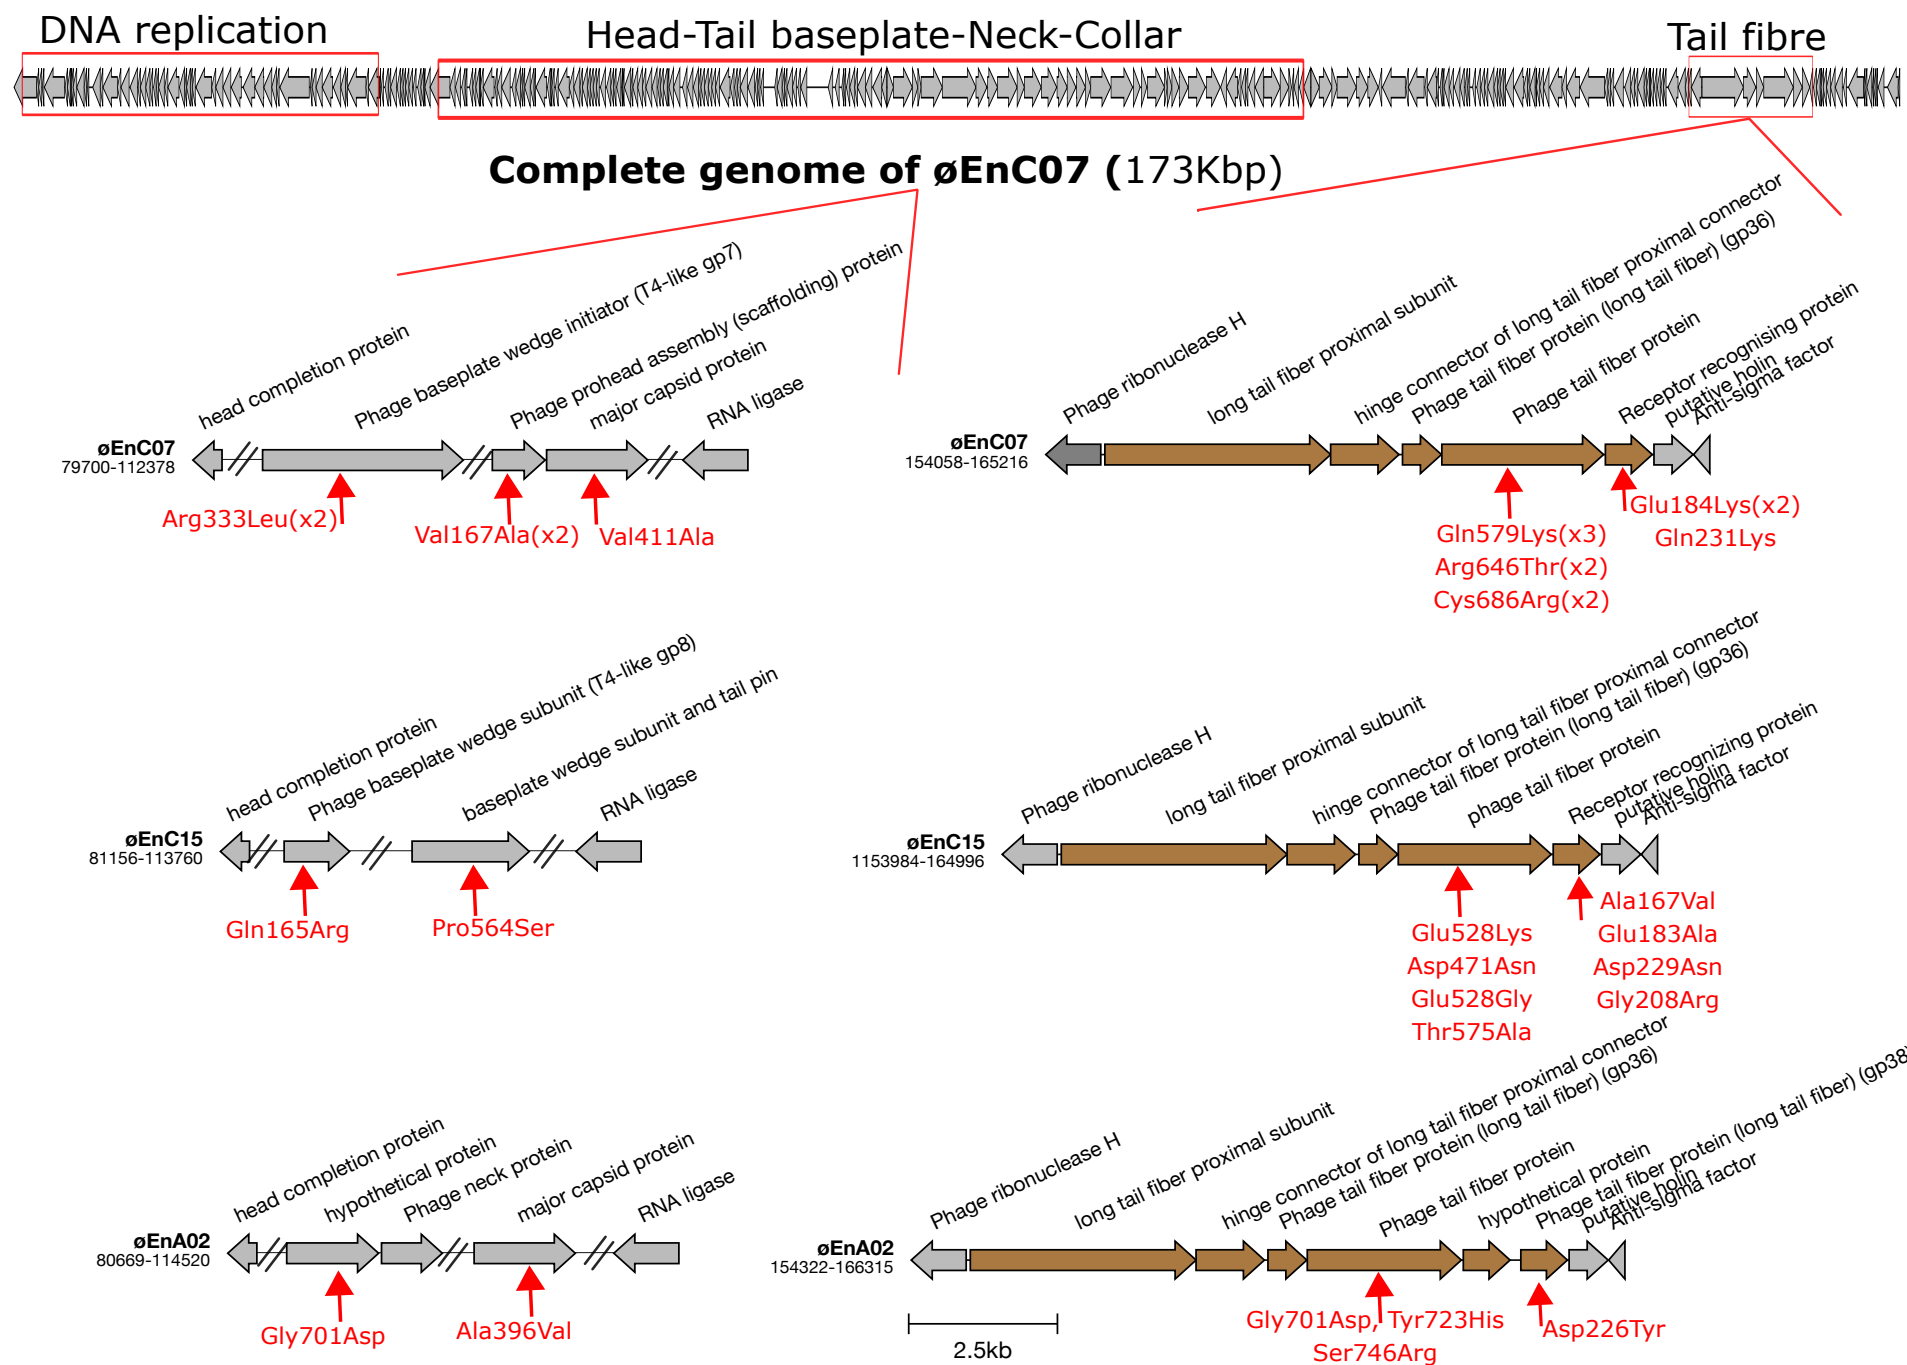 DNA replication
Head-Tail baseplate-Neck-Collar
Tail fibre
Complete genome of øEnC07 (173Kbp)
head completion protein
Phage baseplate wedge initiator (T4-like gp7)
Phage prohead assembly (scaffolding) protein
major capsid protein
RNA ligase
øEnC07
79700-112378
Arg333Leu(x2)
Val167Ala(x2)
Val411Ala
Phage ribonuclease H
long tail fiber proximal subunit
hinge connector of long tail fiber proximal connector
Phage tail fiber protein (long tail fiber) (gp36)
Phage tail fiber protein
Receptor recognising protein
putative holin
Anti-sigma factor
øEnC07
154058-165216
Gln579Lys(x3)
Arg646Thr(x2)
Cys686Arg(x2)
Glu184Lys(x2)
Gln231Lys
head completion protein
Phage baseplate wedge subunit (T4-like gp8)
baseplate wedge subunit and tail pin
RNA ligase
øEnC15
81156-113760
Gln165Arg
Pro564Ser
Phage ribonuclease H
long tail fiber proximal subunit
hinge connector of long tail fiber proximal connector
Phage tail fiber protein (long tail fiber) (gp36)
phage tail fiber protein
Receptor recognizing protein
putative holin
Anti-sigma factor
øEnC15
1153984-164996
Glu528Lys
Asp471Asn
Glu528Gly
Thr575Ala
Ala167Val
Glu183Ala
Asp229Asn
Gly208Arg
head completion protein
hypothetical protein
Phage neck protein
major capsid protein
RNA ligase
øEnA02
80669-114520
Gly701Asp
Ala396Val
Phage ribonuclease H
long tail fiber proximal subunit
hinge connector of long tail fiber proximal connector
Phage tail fiber protein (long tail fiber) (gp36)
Phage tail fiber protein
hypothetical protein
Phage tail fiber protein (long tail fiber) (gp38)
putative holin
Anti-sigma factor
øEnA02
154322-166315
Gly701Asp, Tyr723His
Ser746Arg
Asp226Tyr
2.5kb